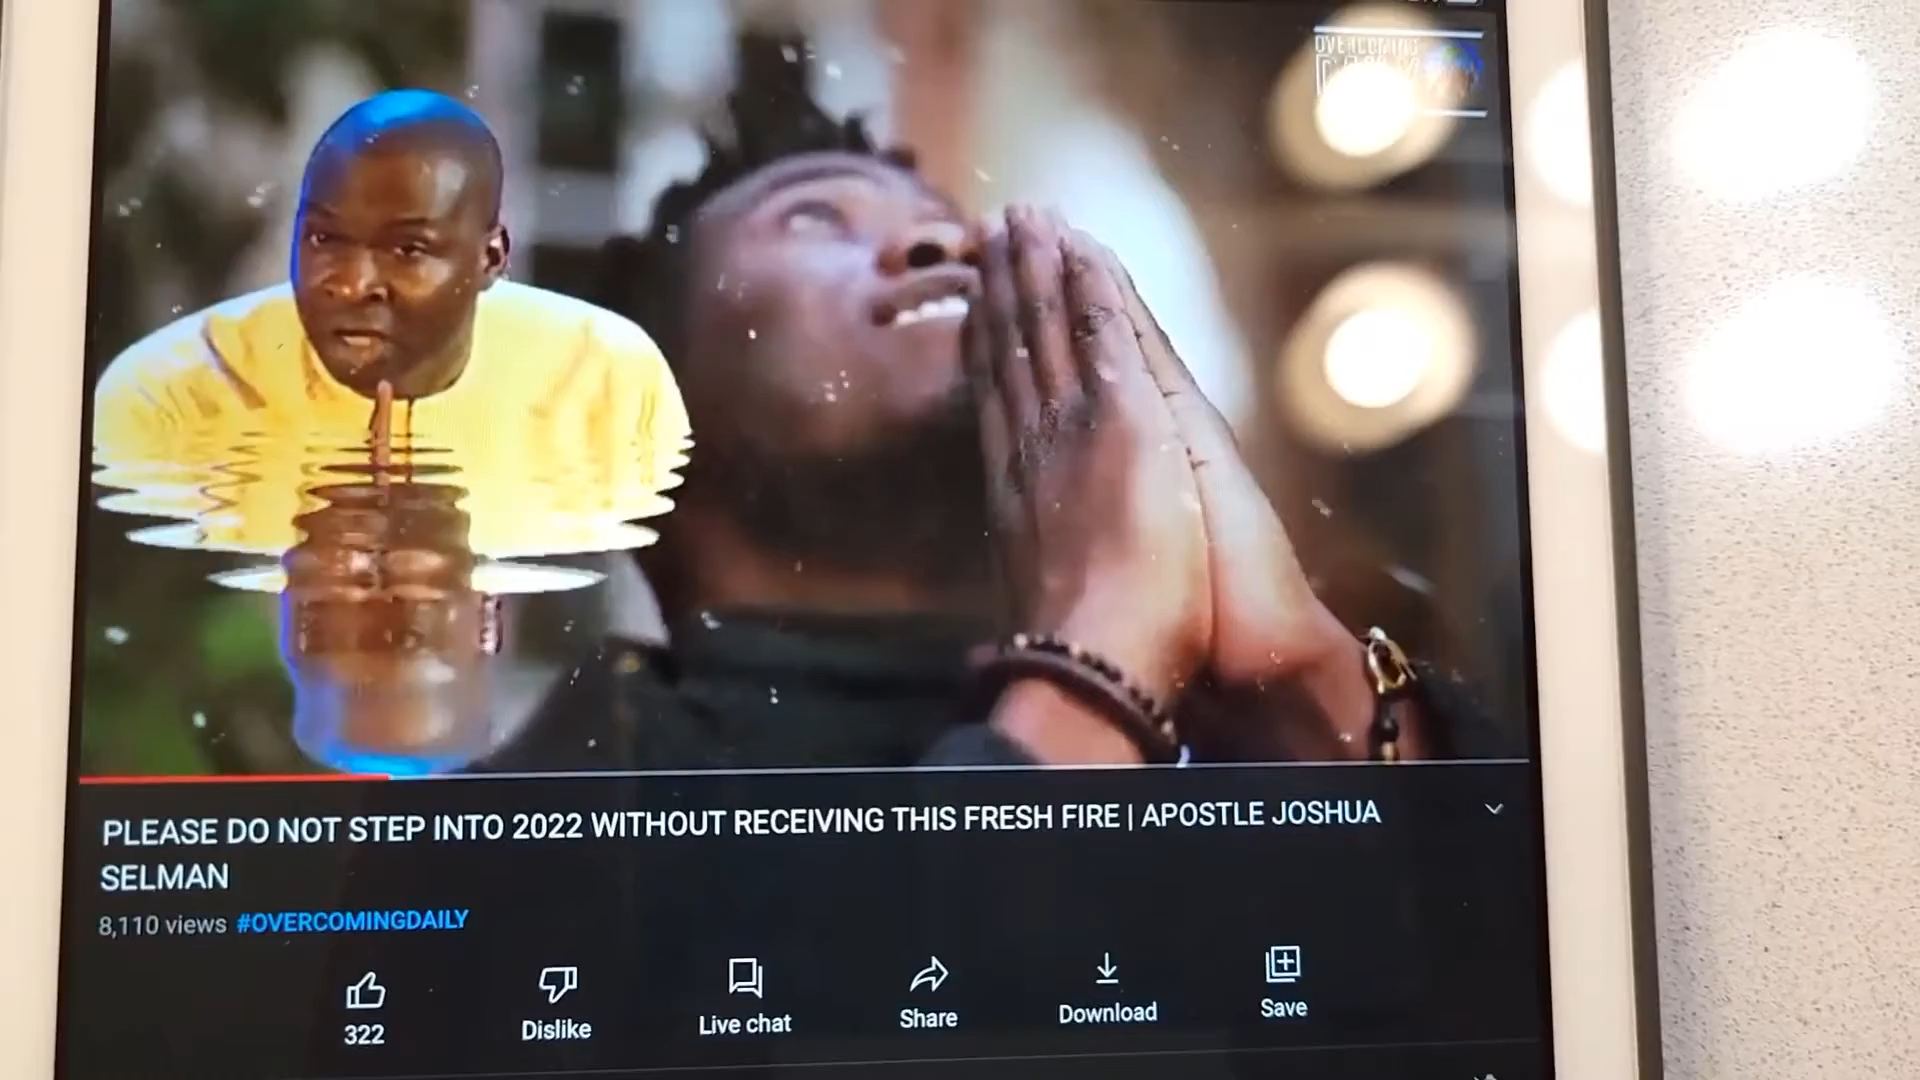 OVERCOMING
PLEASE DO NOT STEP INTO 2022 WITHOUT RECEIVING THIS FRESH FIRE | APOSTLE JOSHUA
SELMAN
8,110 views #OVERCOMINGDAILY
322
Dislike
Live chat
Share
Download
Save